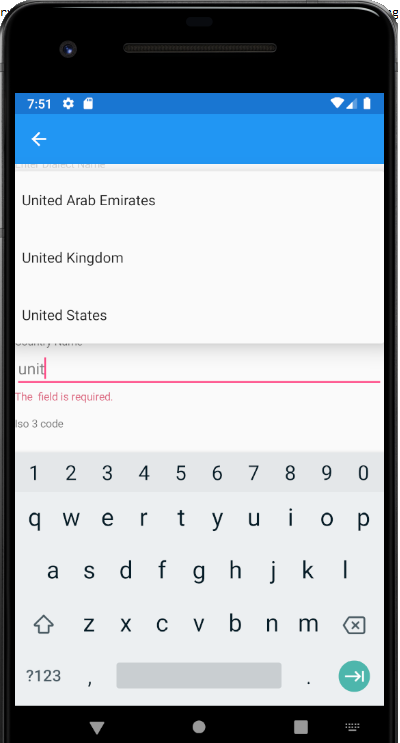 7:51
Enter Dialect Name
United Arab Emirates
United Kingdom
United States
Country Name
unit
The field is required.
Iso 3 code
1 2 3 4 5 6 7 8 9 0
q w e r t y u i o p
a s d f g h j k l
z x c v b n m
?123 , .